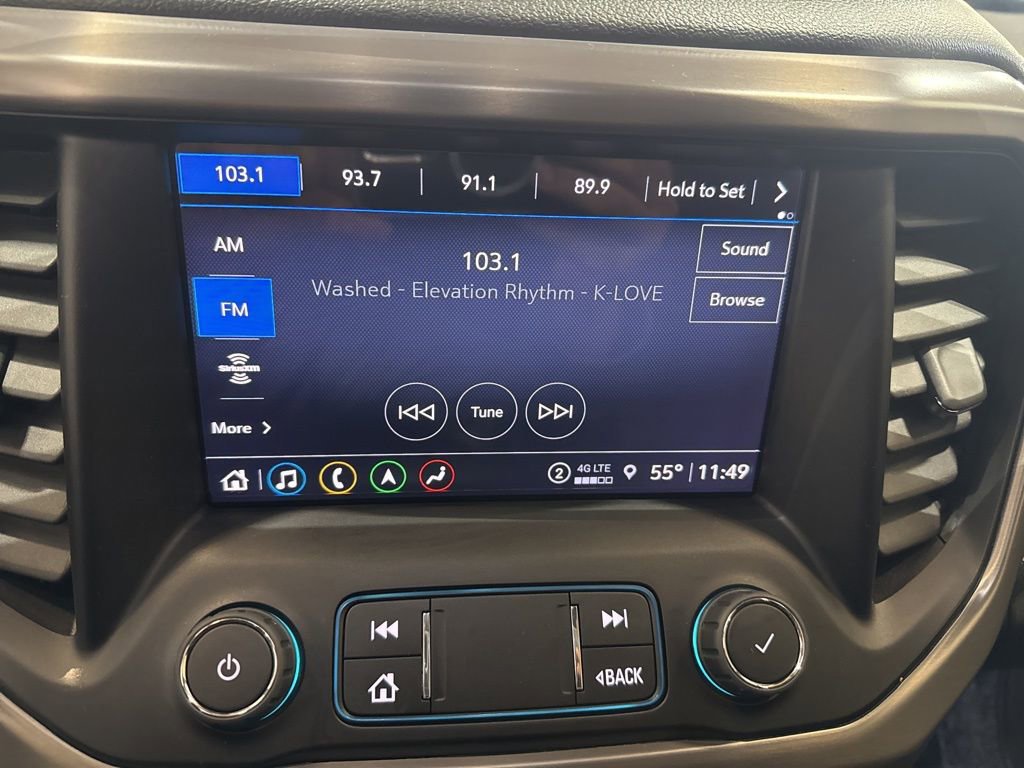 103.1 93.7 91.1 89.9 Hold to Set
AM
103.1
Sound
Washed - Elevation Rhythm - K-LOVE
Browse
FM
SiriusXM
Tune
More
2 4G LTE 55° 11:49
BACK